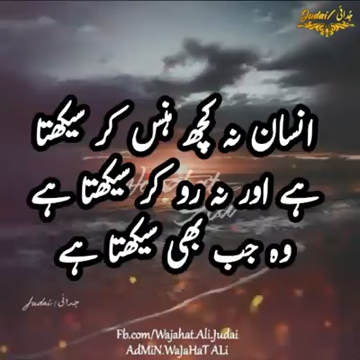 Judai / جدائی
انسان نہ کچھ ہنس کر سیکھتا
ہے اور نہ رو کر سیکھتا ہے
وہ جب بھی سیکھتا ہے
Judai / جدائی
Fb.com/Wajahat.Ali.Judai
AdMiN.WaJaHaT ALi